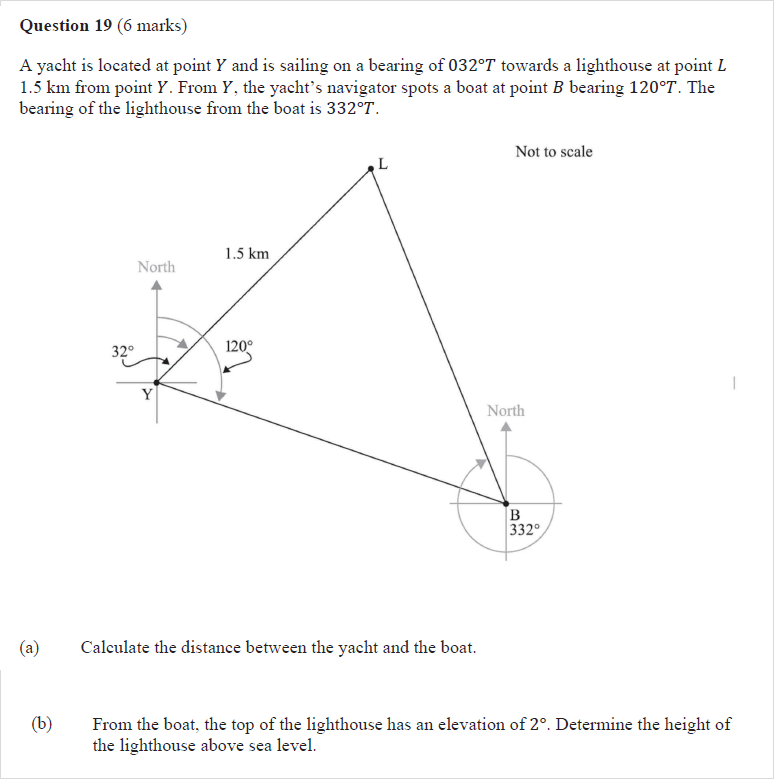 Question 19 (6 marks)
A yacht is located at point Y and is sailing on a bearing of 032°T towards a lighthouse at point L
1.5 km from point Y. From Y, the yacht's navigator spots a boat at point B bearing 120°T. The
bearing of the lighthouse from the boat is 332°T.
Not to scale
L
1.5 km
North
32°
120°
Y
North
B
332°
(a) Calculate the distance between the yacht and the boat.
(b) From the boat, the top of the lighthouse has an elevation of 2°. Determine the height of
the lighthouse above sea level.